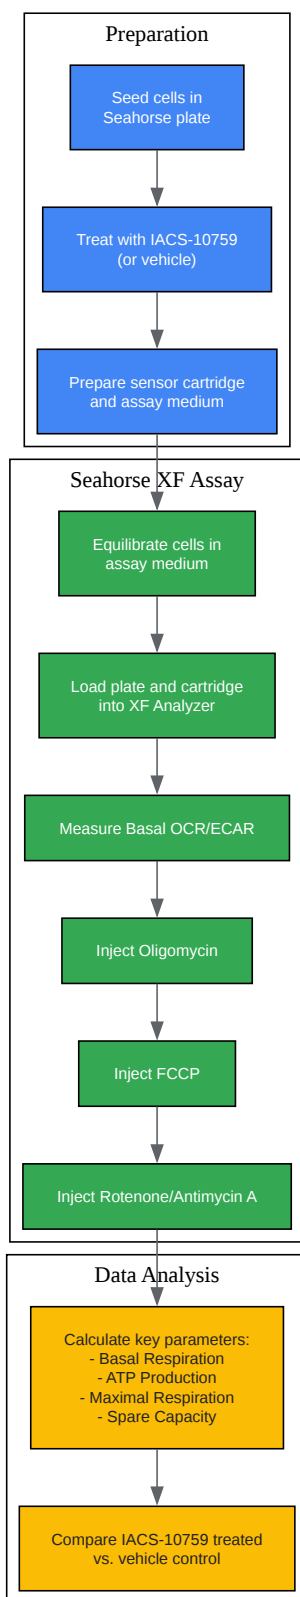 Preparation
Seed cells in
Seahorse plate
Treat with IACS-10759
(or vehicle)
Prepare sensor cartridge
and assay medium
Seahorse XF Assay
Equilibrate cells in
assay medium
Load plate and cartridge
into XF Analyzer
Measure Basal OCR/ECAR
Inject Oligomycin
Inject FCCP
Inject Rotenone/Antimycin A
Data Analysis
Calculate key parameters:
- Basal Respiration
- ATP Production
- Maximal Respiration
- Spare Capacity
Compare IACS-10759 treated
vs. vehicle control